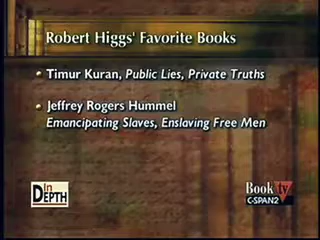 Robert Higgs' Favorite Books
• Timur Kuran, Public Lies, Private Truths
• Jeffrey Rogers Hummel
Emancipating Slaves, Enslaving Free Men
In
DEPTH
Book tv
C-SPAN2